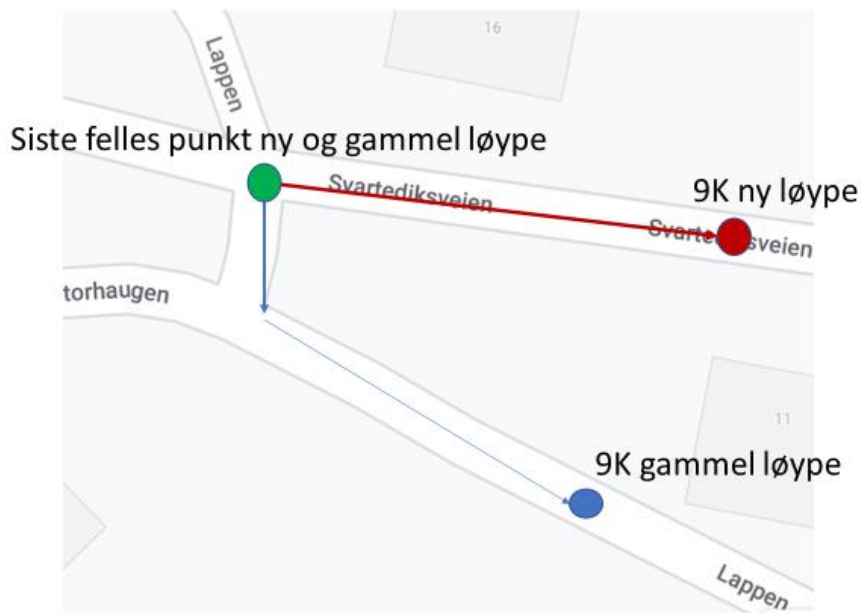 16
Lappen
Siste felles punkt ny og gammel løype
Svartediksveien
9K ny løype
Svartediksveien
torhaugen
11
9K gammel løype
Lappen